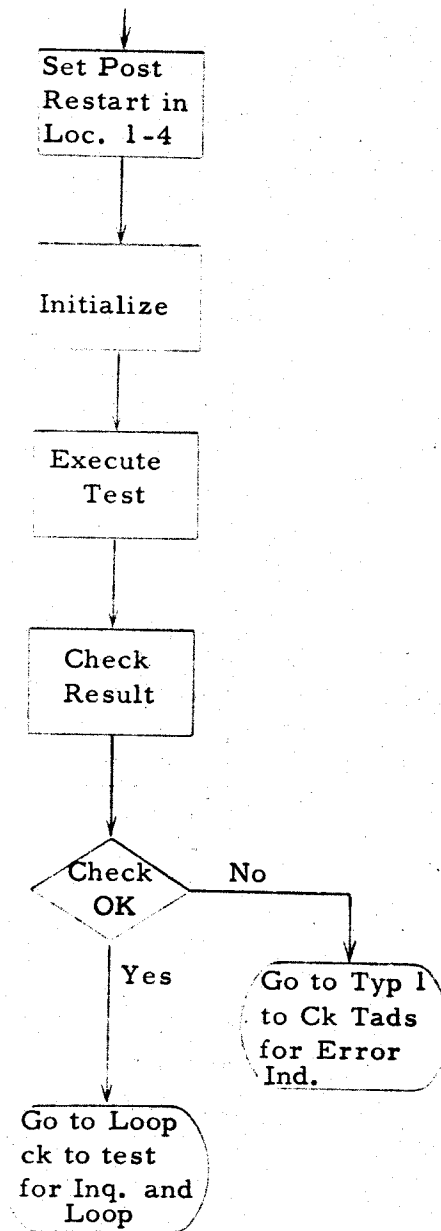 Set Post
Restart in
Loc. 1-4
Initialize
Execute
Test
Check
Result
Check
OK
No
Yes
Go to Typ 1
to Ck Tads
for Error
Ind.
Go to Loop
ck to test
for Inq. and
Loop